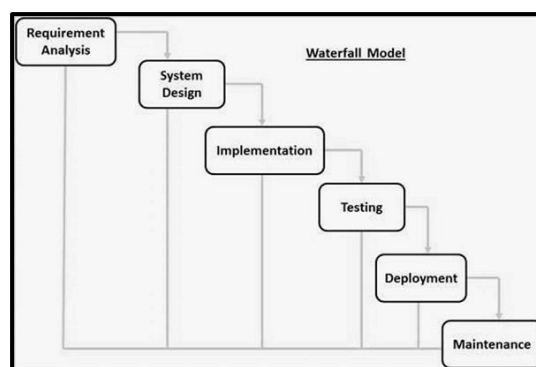 Requirement
Analysis
Waterfall Model
System
Design
Implementation
Testing
Deployment
Maintenance